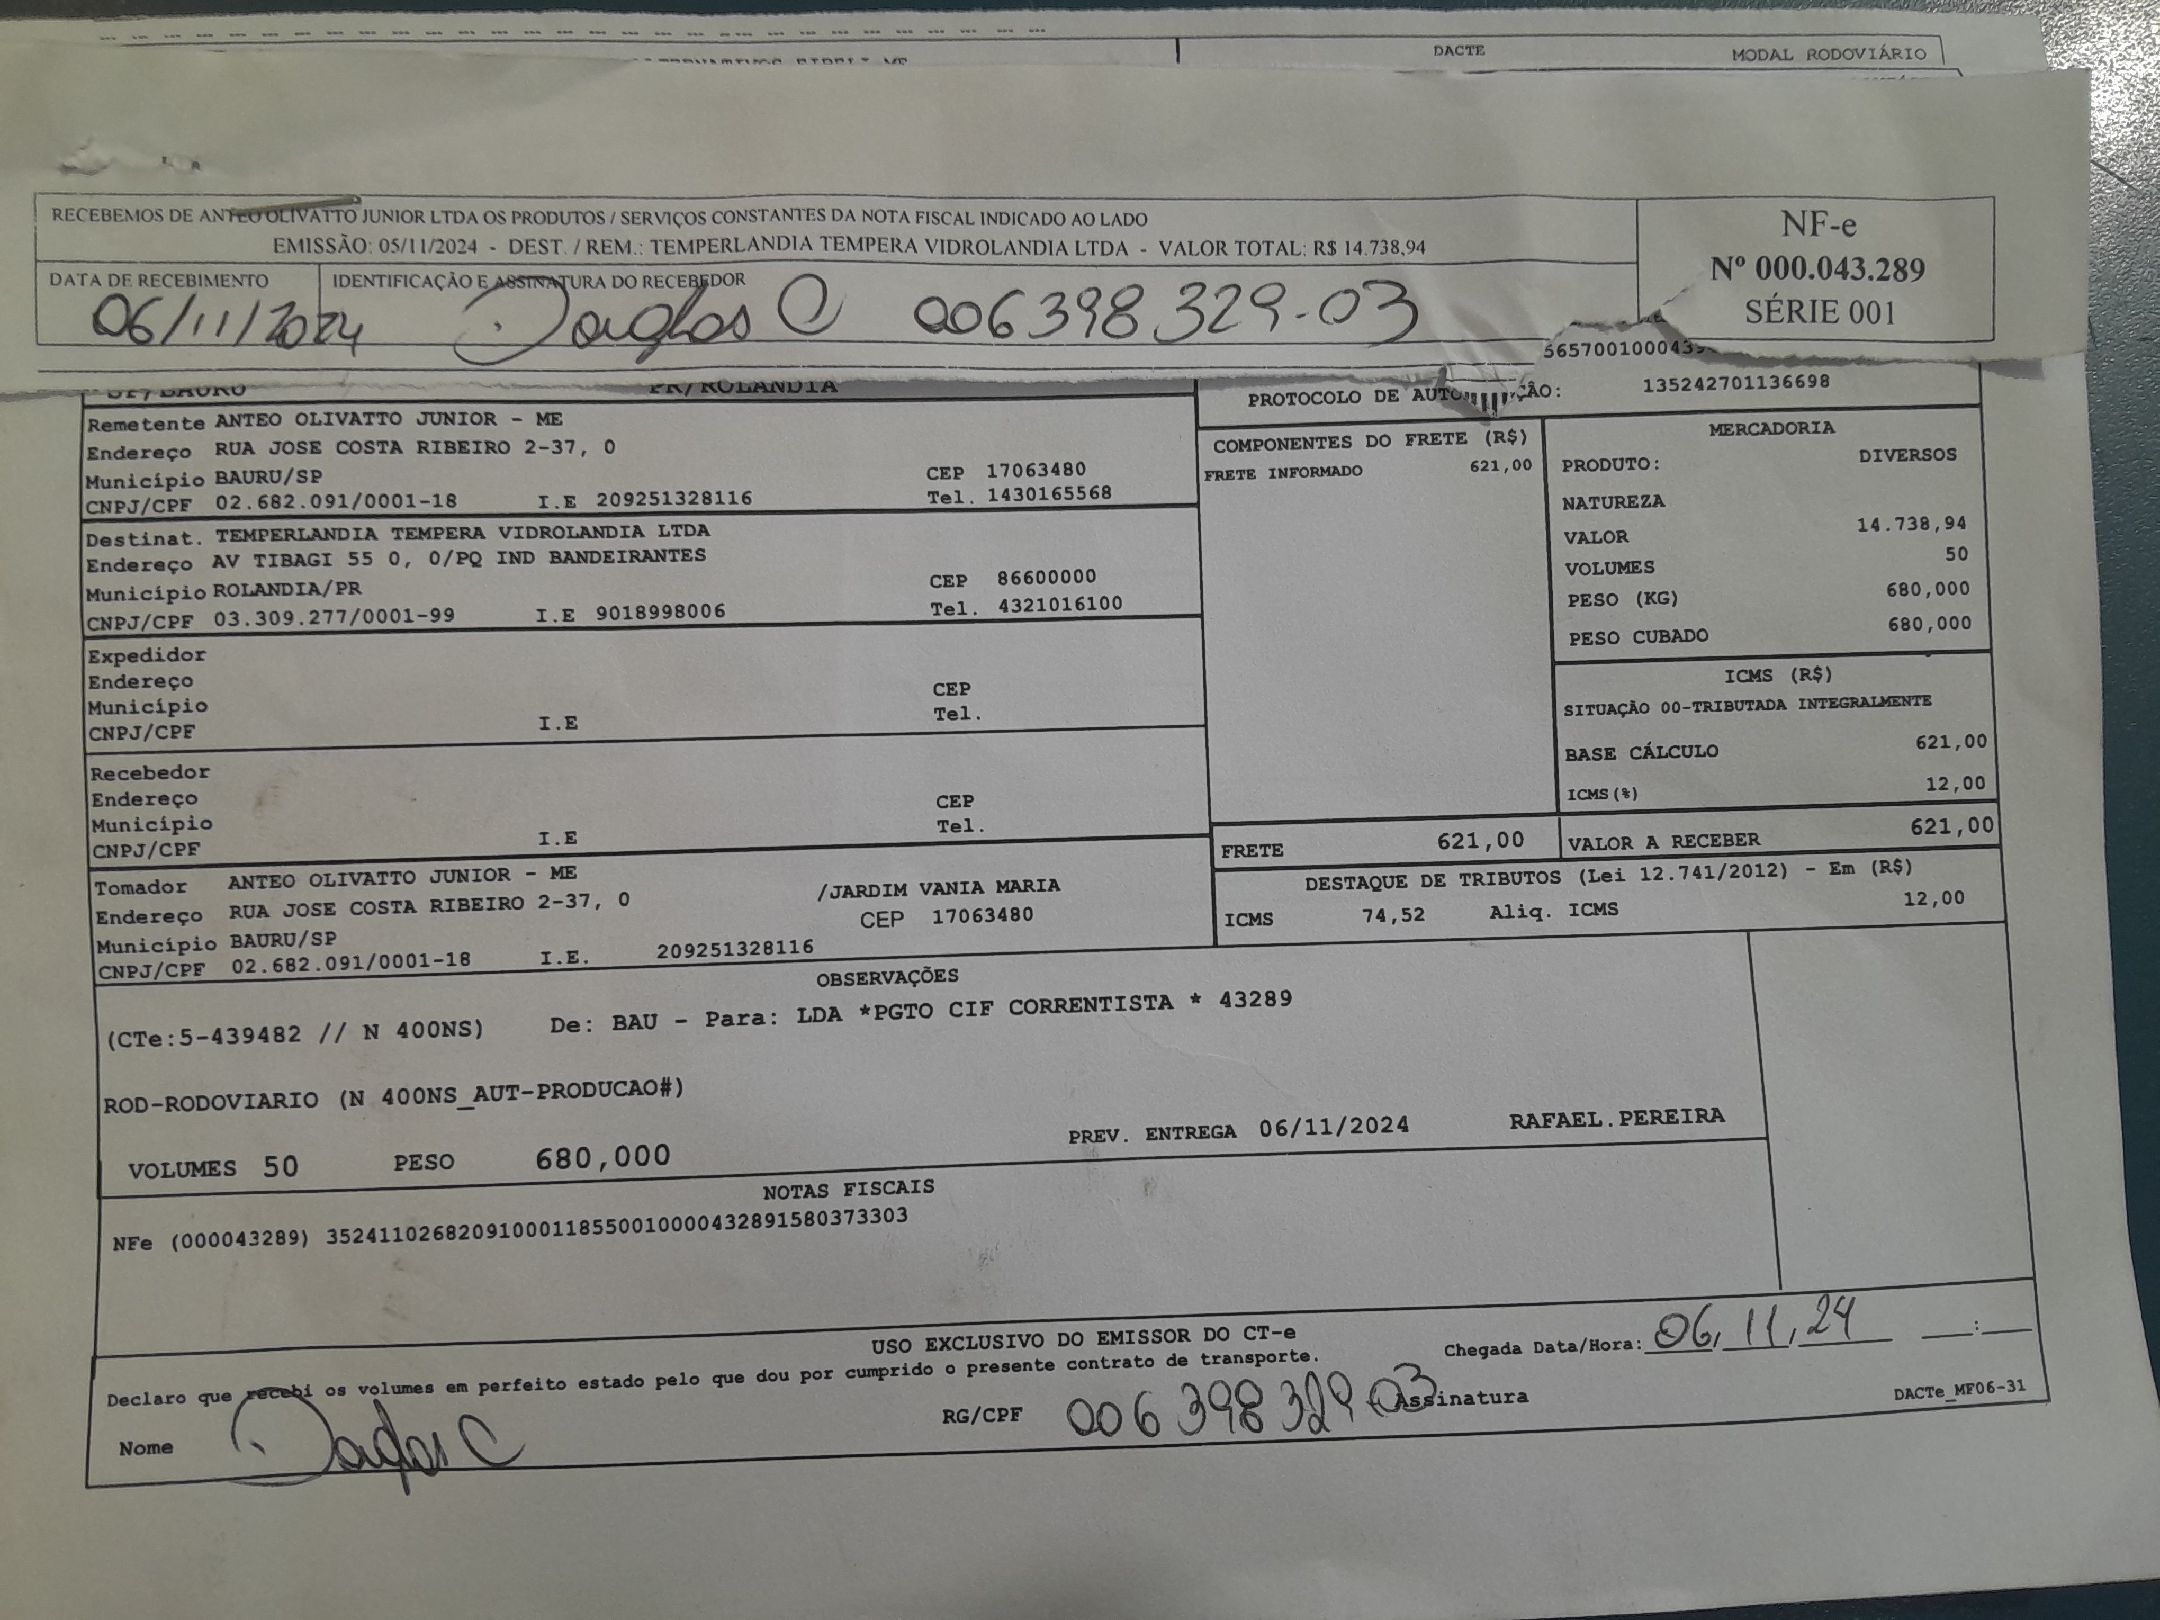 DACTE MODAL RODOVIÁRIO
RECEBEMOS DE ANTEO OLIVATTO JUNIOR LTDA OS PRODUTOS / SERVIÇOS CONSTANTES DA NOTA FISCAL INDICADO AO LADO
EMISSÃO: 05/11/2024 - DEST. / REM.: TEMPERLANDIA TEMPERA VIDROLANDIA LTDA - VALOR TOTAL: R$ 14.738,94
NF-e
Nº 000.043.289
SÉRIE 001
DATA DE RECEBIMENTO IDENTIFICAÇÃO E ASSINATURA DO RECEBEDOR
06/11/2024 Douglas C 006398329-03
SP/BAURU PR/ROLANDIA
PROTOCOLO DE AUTO ÇÃO: 135242701136698
Remetente ANTEO OLIVATTO JUNIOR - ME
Endereço RUA JOSE COSTA RIBEIRO 2-37, 0
Município BAURU/SP CEP 17063480
CNPJ/CPF 02.682.091/0001-18 I.E 209251328116 Tel. 1430165568
Destinat. TEMPERLANDIA TEMPERA VIDROLANDIA LTDA
Endereço AV TIBAGI 55 0, 0/PQ IND BANDEIRANTES
Município ROLANDIA/PR CEP 86600000
CNPJ/CPF 03.309.277/0001-99 I.E 9018998006 Tel. 4321016100
Expedidor
Endereço
Município CEP
CNPJ/CPF I.E Tel.
Recebedor
Endereço
Município CEP
CNPJ/CPF I.E Tel.
COMPONENTES DO FRETE (R$)
FRETE INFORMADO 621,00
MERCADORIA
PRODUTO: DIVERSOS
NATUREZA
VALOR 14.738,94
VOLUMES 50
PESO (KG) 680,000
PESO CUBADO 680,000
ICMS (R$)
SITUAÇÃO 00-TRIBUTADA INTEGRALMENTE
BASE CÁLCULO 621,00
ICMS(%) 12,00
FRETE 621,00 VALOR A RECEBER 621,00
Tomador ANTEO OLIVATTO JUNIOR - ME
Endereço RUA JOSE COSTA RIBEIRO 2-37, 0 /JARDIM VANIA MARIA
Município BAURU/SP CEP 17063480
CNPJ/CPF 02.682.091/0001-18 I.E. 209251328116
DESTAQUE DE TRIBUTOS (Lei 12.741/2012) - Em (R$)
ICMS 74,52 Aliq. ICMS 12,00
OBSERVAÇÕES
(CTe:5-439482 // N 400NS) De: BAU - Para: LDA *PGTO CIF CORRENTISTA * 43289
ROD-RODOVIARIO (N 400NS_AUT-PRODUCAO#)
VOLUMES 50 PESO 680,000 PREV. ENTREGA 06/11/2024 RAFAEL.PEREIRA
NOTAS FISCAIS
NFe (000043289) 35241102682091000118550010000432891580373303
USO EXCLUSIVO DO EMISSOR DO CT-e
Declaro que recebi os volumes em perfeito estado pelo que dou por cumprido o presente contrato de transporte.
Chegada Data/Hora: 06,11,24 __:__
Nome Douglas C RG/CPF 006398329-03 Assinatura
DACTe_MF06-31